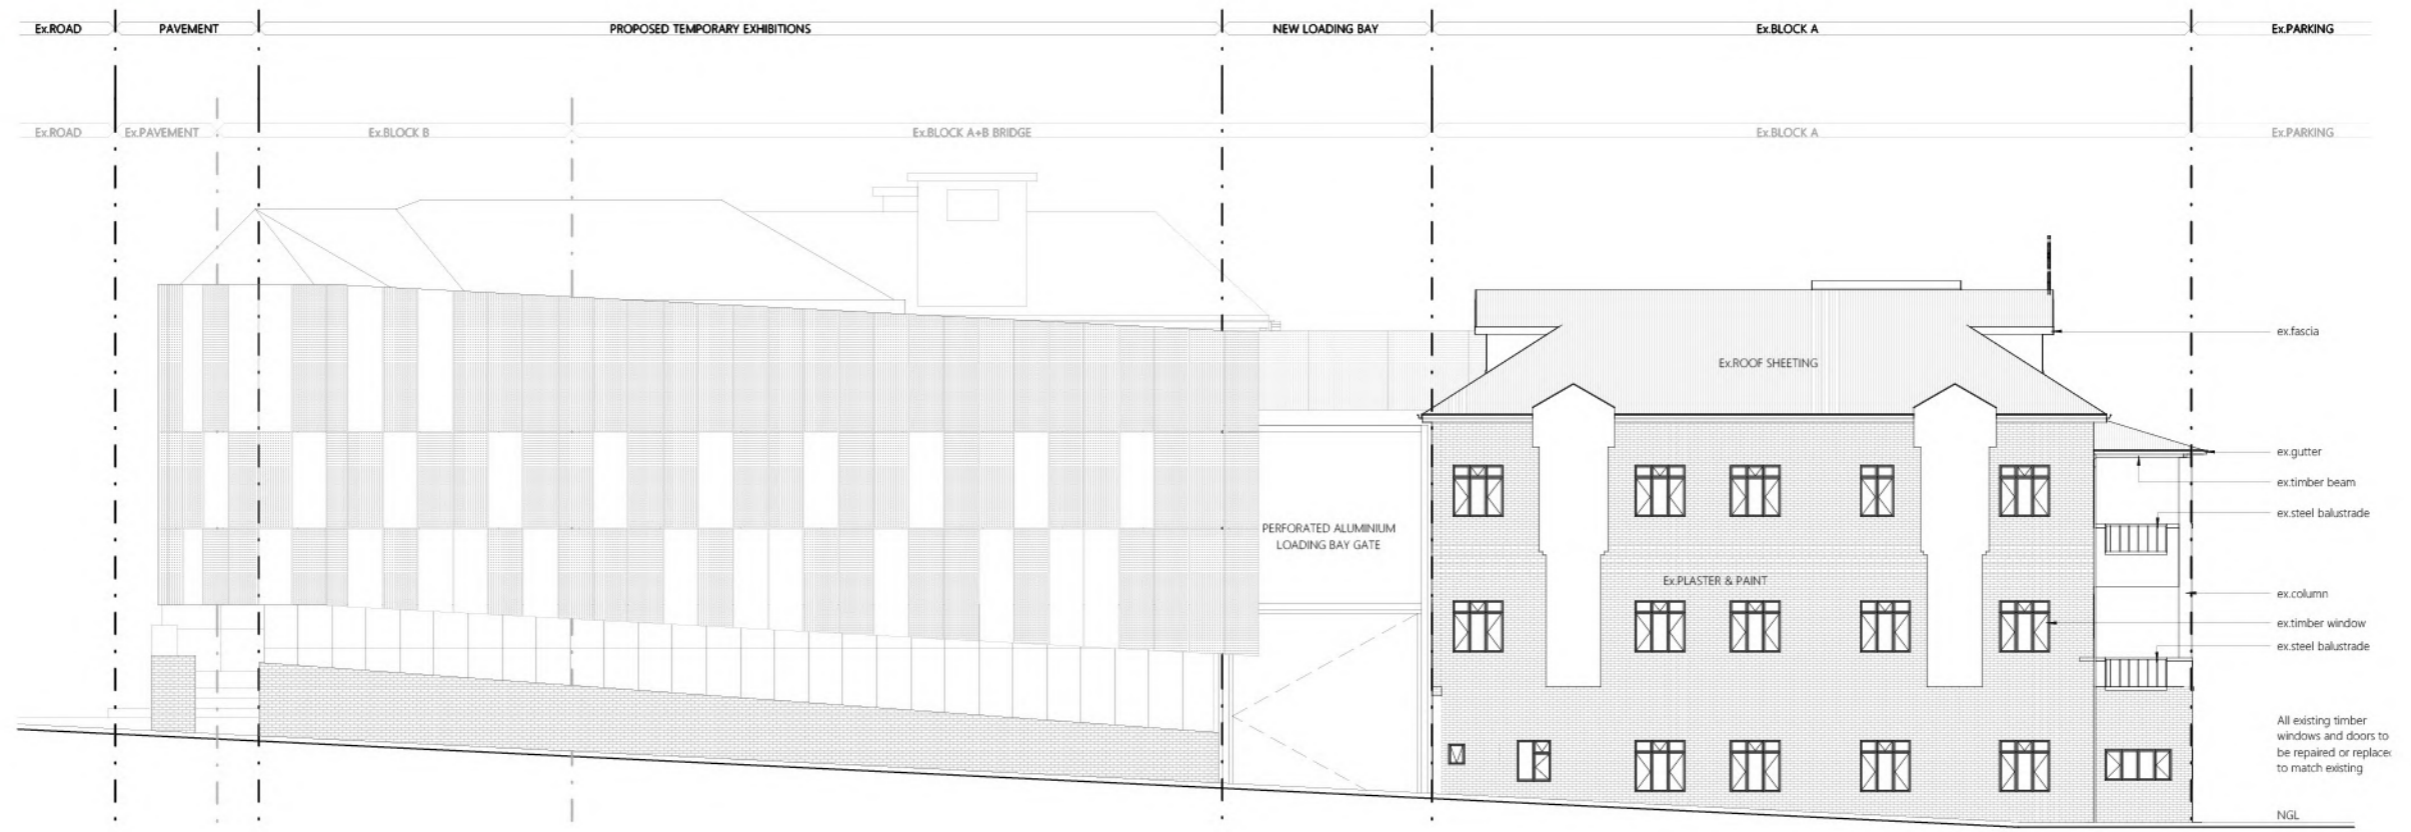 Ex.ROAD
PAVEMENT
PROPOSED TEMPORARY EXHIBITIONS
NEW LOADING BAY
Ex.BLOCK A
Ex.PARKING
Ex.ROAD
Ex.PAVEMENT
Ex.BLOCK B
Ex.BLOCK A+B BRIDGE
Ex.BLOCK A
Ex.PARKING
ex.fascia
Ex.ROOF SHEETING
ex.gutter
ex.timber beam
ex.steel balustrade
PERFORATED ALUMINIUM
LOADING BAY GATE
Ex.PLASTER & PAINT
ex.column
ex.timber window
ex.steel balustrade
All existing timber
windows and doors to
be repaired or replace
to match existing
NGL